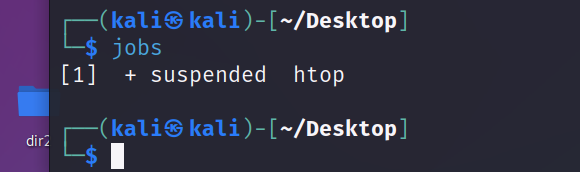 ┌──(kali㉿kali)-[~/Desktop]
└─$ jobs
[1]  + suspended  htop
┌──(kali㉿kali)-[~/Desktop]
└─$
dir2